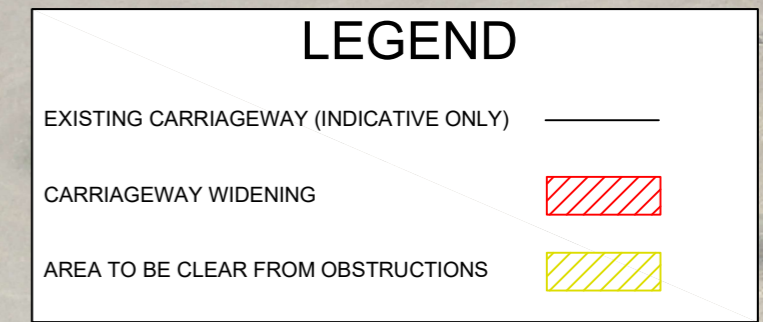 LEGEND
EXISTING CARRIAGEWAY (INDICATIVE ONLY)
CARRIAGEWAY WIDENING
AREA TO BE CLEAR FROM OBSTRUCTIONS